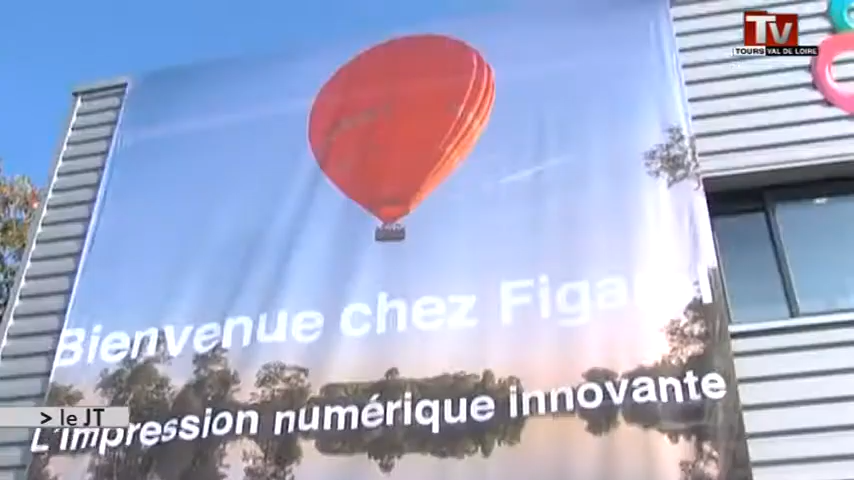 TV
TOURS VAL DE LOIRE
Bienvenue chez
L'impression numérique innovante
> le JT